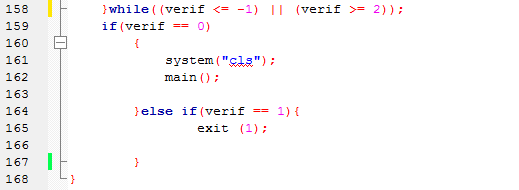 158 }while((verif <= -1) || (verif >= 2));
159 if(verif == 0)
160 {
161 system("cls");
162 main();
163
164 }else if(verif == 1){
165 exit (1);
166
167 }
168 }